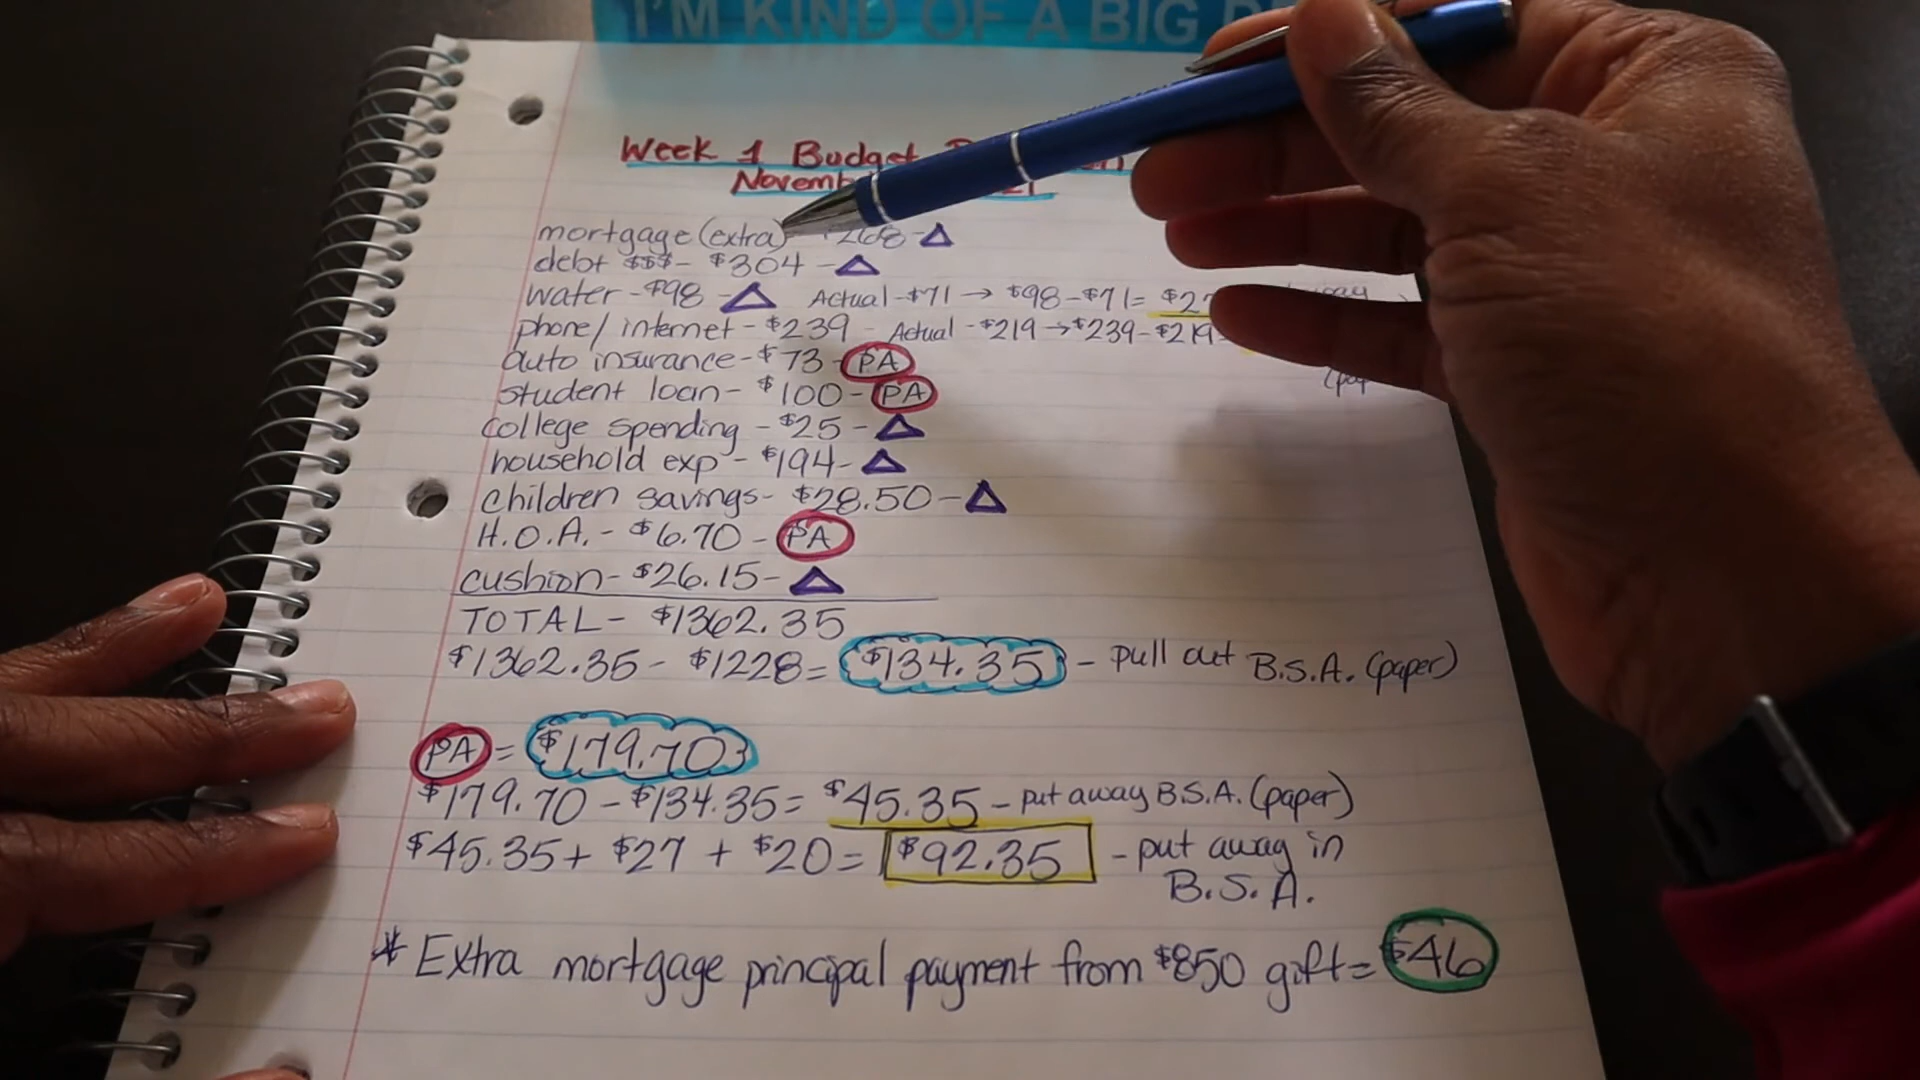 I'M KIND OF A BIG
Week 1 Budget
mortgage (extra) $268 - △
debt $$$ - $304 - △
water - $98 △ Actual - $71 → $98 - $71 =
phone/internet - $239 - Actual - $219 → $239 - $219
auto insurance - $73 - PA
student loan - $100 - PA
college spending - $25 - △
household exp - $194 - △
children savings - $28.50 - △
H.O.A. - $6.70 - PA
cushion - $26.15 - △
TOTAL - $1362.35
$1362.35 - $1228 = $134.35 - pull out B.S.A. (paper)
PA = $179.70
$179.70 - $134.35 = $45.35 - put away B.S.A. (paper)
$45.35 + $27 + $20 = $92.35 - put away in
B.S.A.
* Extra mortgage principal payment from $850 gift = $46